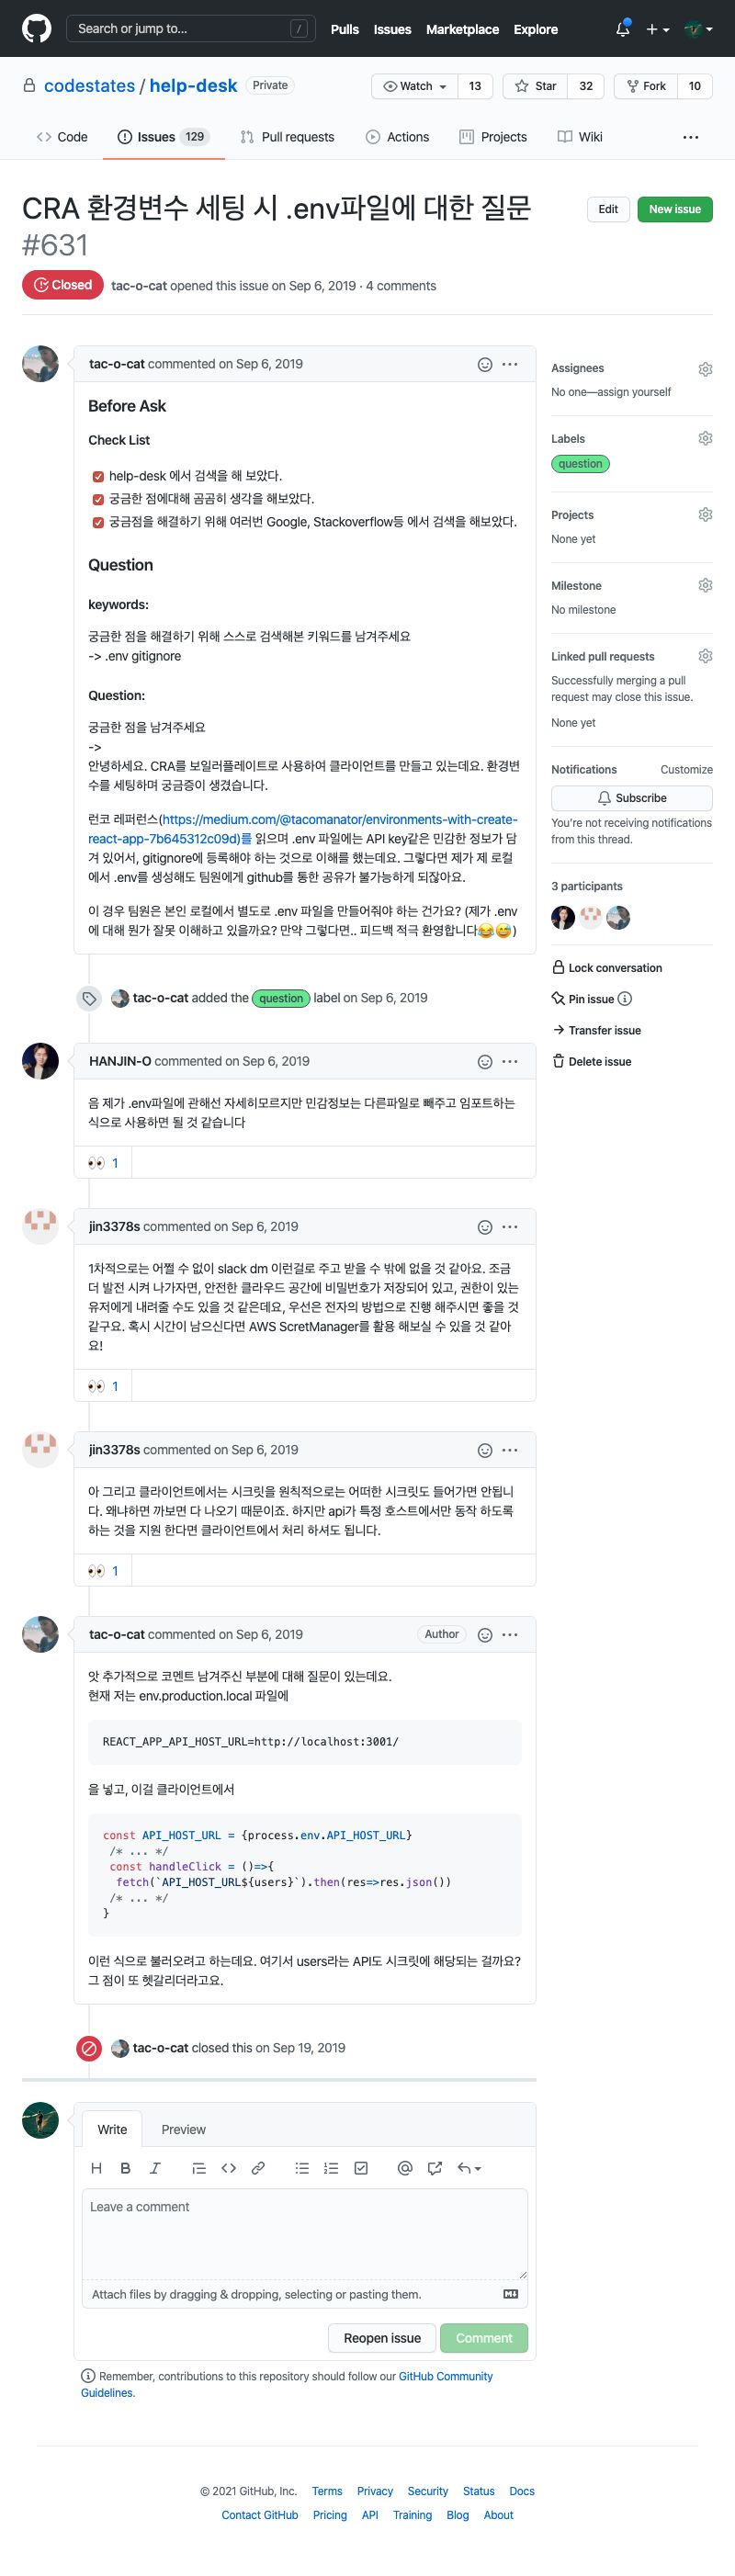 Search or jump to...
/
Pulls
Issues
Marketplace
Explore
codestates / help-desk
Private
Watch
13
Star
32
Fork
10
Code
Issues 129
Pull requests
Actions
Projects
Wiki
CRA 환경변수 세팅 시 .env파일에 대한 질문
#631
Edit
New issue
Closed
tac-o-cat opened this issue on Sep 6, 2019 · 4 comments
tac-o-cat commented on Sep 6, 2019
Before Ask
Check List
help-desk 에서 검색을 해 보았다.
궁금한 점에대해 곰곰히 생각을 해보았다.
궁금점을 해결하기 위해 여러번 Google, Stackoverflow등 에서 검색을 해보았다.
Question
keywords:
궁금한 점을 해결하기 위해 스스로 검색해본 키워드를 남겨주세요
-> .env gitignore
Question:
궁금한 점을 남겨주세요
->
안녕하세요. CRA를 보일러플레이트로 사용하여 클라이언트를 만들고 있는데요. 환경변
수를 세팅하며 궁금증이 생겼습니다.
런코 레퍼런스(https://medium.com/@tacomanator/environments-with-create-
react-app-7b645312c09d)를 읽으며 .env 파일에는 API key같은 민감한 정보가 담
겨 있어서, gitignore에 등록해야 하는 것으로 이해를 했는데요. 그렇다면 제가 제 로컬
에서 .env를 생성해도 팀원에게 github를 통한 공유가 불가능하게 되잖아요.
이 경우 팀원은 본인 로컬에서 별도로 .env 파일을 만들어줘야 하는 건가요? (제가 .env
에 대해 뭔가 잘못 이해하고 있을까요? 만약 그렇다면.. 피드백 적극 환영합니다😂😅)
Assignees
No one—assign yourself
Labels
question
Projects
None yet
Milestone
No milestone
Linked pull requests
Successfully merging a pull
request may close this issue.
None yet
Notifications
Customize
Subscribe
You're not receiving notifications
from this thread.
3 participants
Lock conversation
Pin issue
Transfer issue
Delete issue
tac-o-cat added the question label on Sep 6, 2019
HANJIN-O commented on Sep 6, 2019
음 제가 .env파일에 관해선 자세히모르지만 민감정보는 다른파일로 빼주고 임포트하는
식으로 사용하면 될 것 같습니다
👀 1
jin3378s commented on Sep 6, 2019
1차적으로는 어쩔 수 없이 slack dm 이런걸로 주고 받을 수 밖에 없을 것 같아요. 조금
더 발전 시켜 나가자면, 안전한 클라우드 공간에 비밀번호가 저장되어 있고, 권한이 있는
유저에게 내려줄 수도 있을 것 같은데요, 우선은 전자의 방법으로 진행 해주시면 좋을 것
같구요. 혹시 시간이 남으신다면 AWS ScretManager를 활용 해보실 수 있을 것 같아
요!
👀 1
jin3378s commented on Sep 6, 2019
아 그리고 클라이언트에서는 시크릿을 원칙적으로는 어떠한 시크릿도 들어가면 안됩니
다. 왜냐하면 까보면 다 나오기 때문이죠. 하지만 api가 특정 호스트에서만 동작 하도록
하는 것을 지원 한다면 클라이언트에서 처리 하셔도 됩니다.
👀 1
tac-o-cat commented on Sep 6, 2019
Author
앗 추가적으로 코멘트 남겨주신 부분에 대해 질문이 있는데요.
현재 저는 env.production.local 파일에
REACT_APP_API_HOST_URL=http://localhost:3001/
을 넣고, 이걸 클라이언트에서
const API_HOST_URL = {process.env.API_HOST_URL}
/* ... */
const handleClick = ()=>{
fetch(`API_HOST_URL${users}`).then(res=>res.json())
/* ... */
}
이런 식으로 불러오려고 하는데요. 여기서 users라는 API도 시크릿에 해당되는 걸까요?
그 점이 또 헷갈리더라고요.
tac-o-cat closed this on Sep 19, 2019
Write
Preview
Leave a comment
Attach files by dragging & dropping, selecting or pasting them.
Reopen issue
Comment
Remember, contributions to this repository should follow our GitHub Community
Guidelines.
© 2021 GitHub, Inc.
Terms
Privacy
Security
Status
Docs
Contact GitHub
Pricing
API
Training
Blog
About